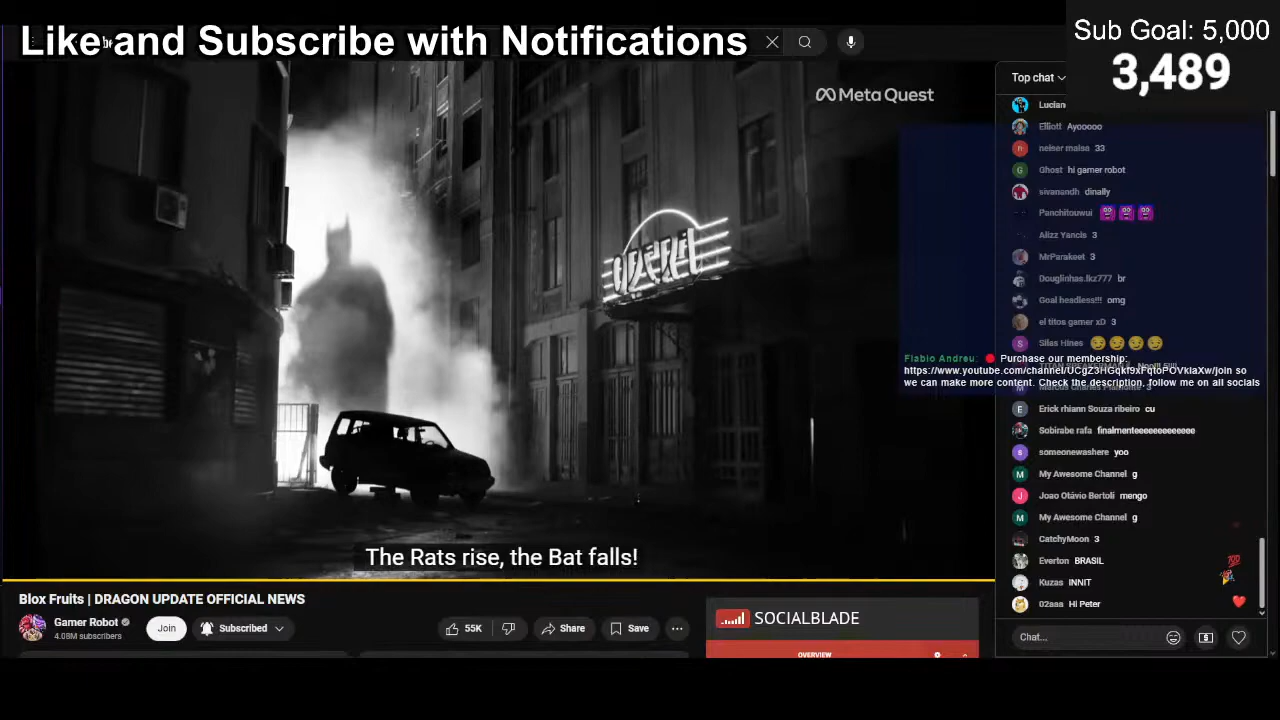 Like and Subscribe with Notifications
Sub Goal: 5,000
3,489
Meta Quest
Top chat
Lucian
Elliott Ayooooo
neiser malsa 33
Ghost hi gamer robot
sivanandh dinally
Panchitouwui
Alizz Yancis 3
MrParakeet 3
Douglinhas.lkz777 br
Goal headless!!! omg
el titos gamer xD 3
Silas Hines
Flabio Andreu: Purchase our membership:
so
we can make more content. Check the description, follow me on all socials
Erick rhiann Souza ribeiro cu
Sobirabe rafa finalmenteeeeeeeeeeeee
someonewashere yoo
My Awesome Channel g
Joao Otávio Bertoli mengo
My Awesome Channel g
CatchyMoon 3
Everton BRASIL
Kuzas INNIT
02aaa Hi Peter
Chat...
The Rats rise, the Bat falls!
Blox Fruits | DRAGON UPDATE OFFICIAL NEWS
Gamer Robot
4.08M subscribers
Join
Subscribed
55K
Share
Save
SOCIALBLADE
OVERVIEW